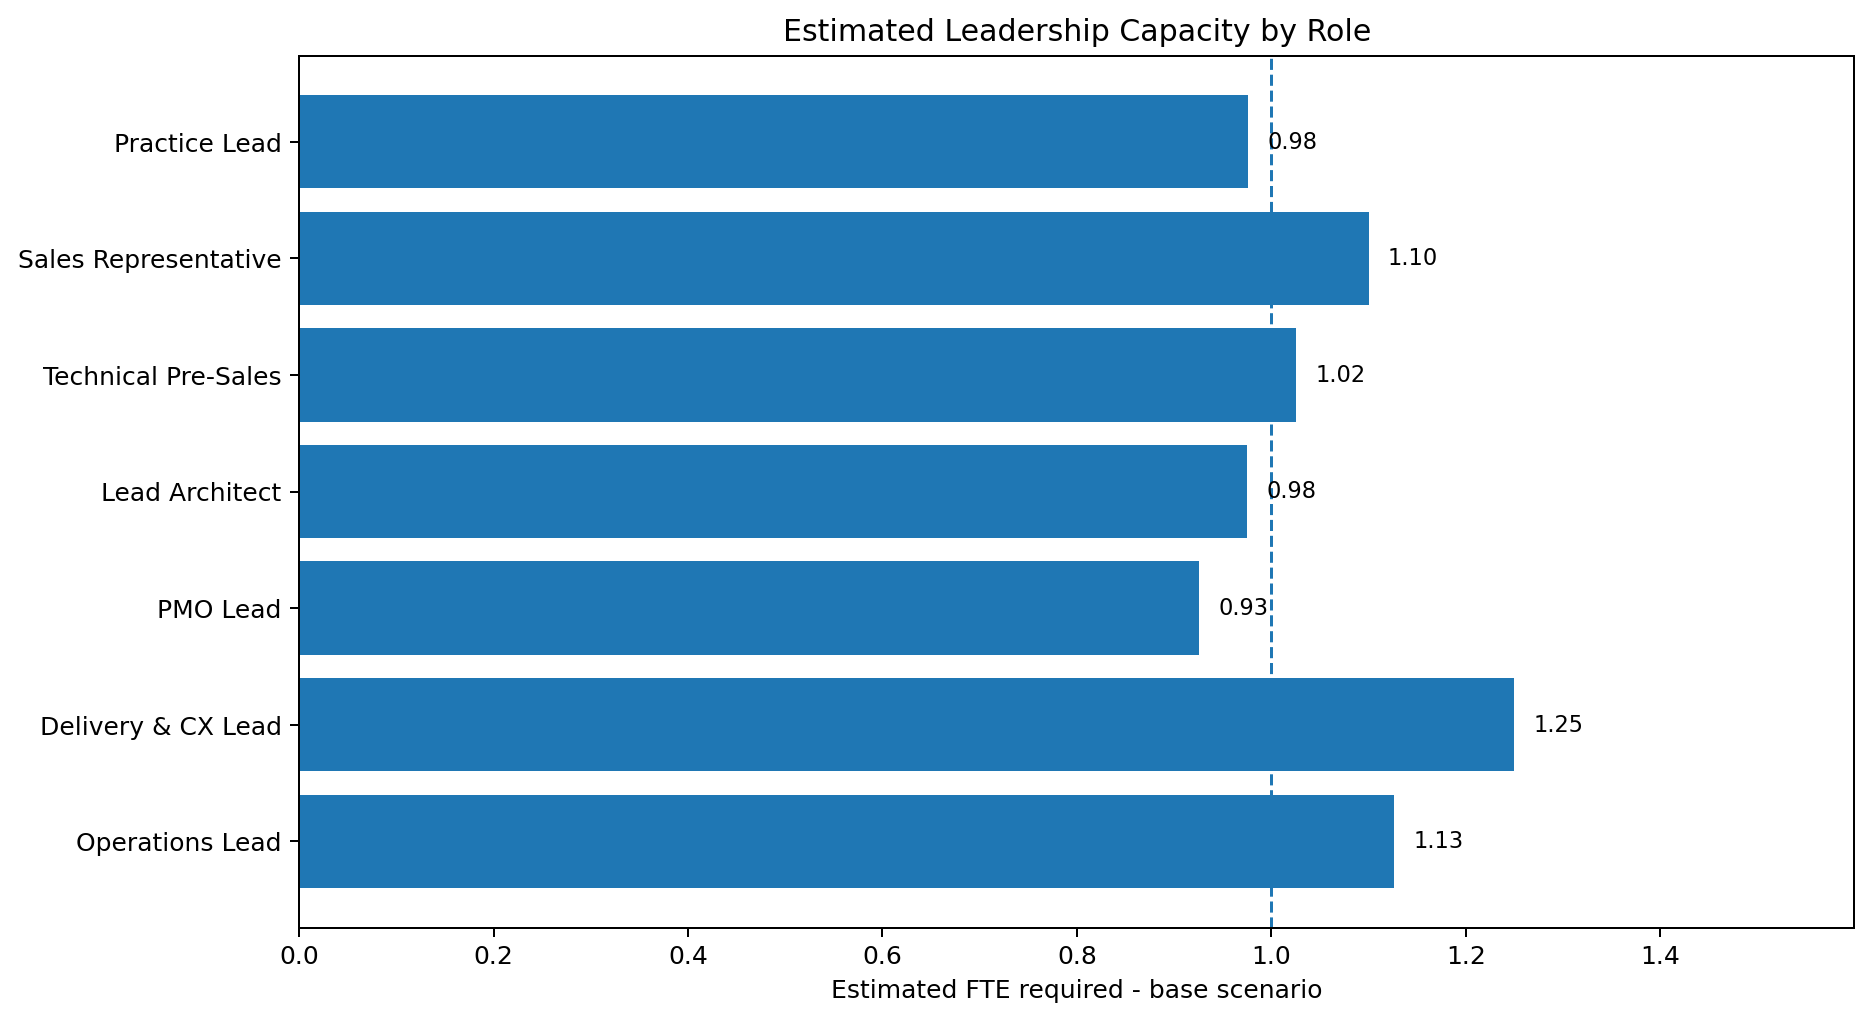 Estimated Leadership Capacity by Role
Practice Lead
0.98
Sales Representative
1.10
Technical Pre-Sales
1.02
Lead Architect
0.98
PMO Lead
0.93
Delivery & CX Lead
1.25
Operations Lead
1.13
0.0 0.2 0.4 0.6 0.8 1.0 1.2 1.4
Estimated FTE required - base scenario